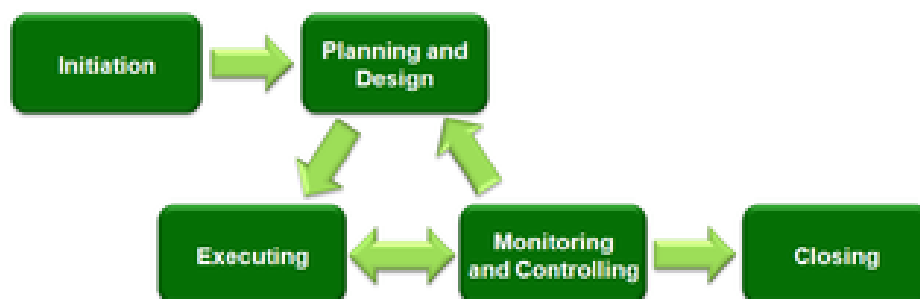 Initiation
Planning and
Design
Executing
Monitoring
and Controlling
Closing